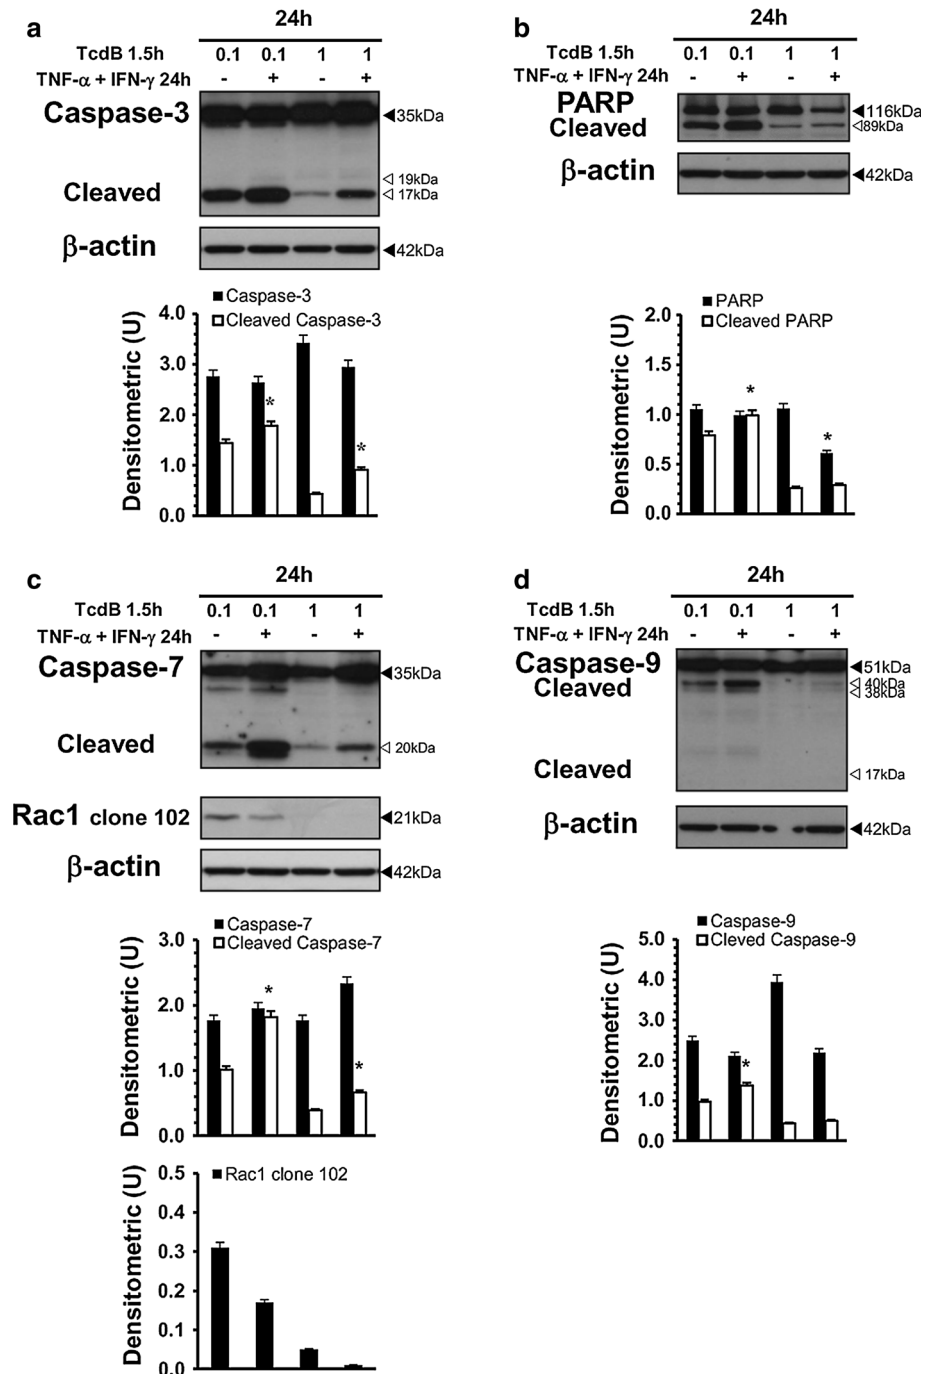 a
24h
TcdB 1.5h 0.1 0.1 1 1
TNF-α + IFN-γ 24h - + - +
Caspase-3
◄35kDa
◁ 19kDa
Cleaved
◁ 17kDa
β-actin
◄42kDa
■ Caspase-3
□ Cleaved Caspase-3
Densitometric (U)
4.0
3.0
2.0
1.0
0.0
*
*
b
24h
TcdB 1.5h 0.1 0.1 1 1
TNF-α + IFN-γ 24h - + - +
PARP
◄116kDa
Cleaved
◁89kDa
β-actin
◄42kDa
■ PARP
□ Cleaved PARP
Densitometric (U)
2.0
1.5
1.0
0.5
0.0
*
*
c
24h
TcdB 1.5h 0.1 0.1 1 1
TNF-α + IFN-γ 24h - + - +
Caspase-7
◄35kDa
Cleaved
◁ 20kDa
Rac1 clone 102
◄21kDa
β-actin
◄42kDa
■ Caspase-7
□ Cleaved Caspase-7
Densitometric (U)
3.0
2.0
1.0
0.0
*
*
■ Rac1 clone 102
Densitometric (U)
0.5
0.4
0.3
0.2
0.1
0.0
d
24h
TcdB 1.5h 0.1 0.1 1 1
TNF-α + IFN-γ 24h - + - +
Caspase-9
◄51kDa
Cleaved
◁ 40kDa
◁ 38kDa
Cleaved
◁ 17kDa
β-actin
◄42kDa
■ Caspase-9
□ Cleved Caspase-9
Densitometric (U)
5.0
4.0
3.0
2.0
1.0
0.0
*